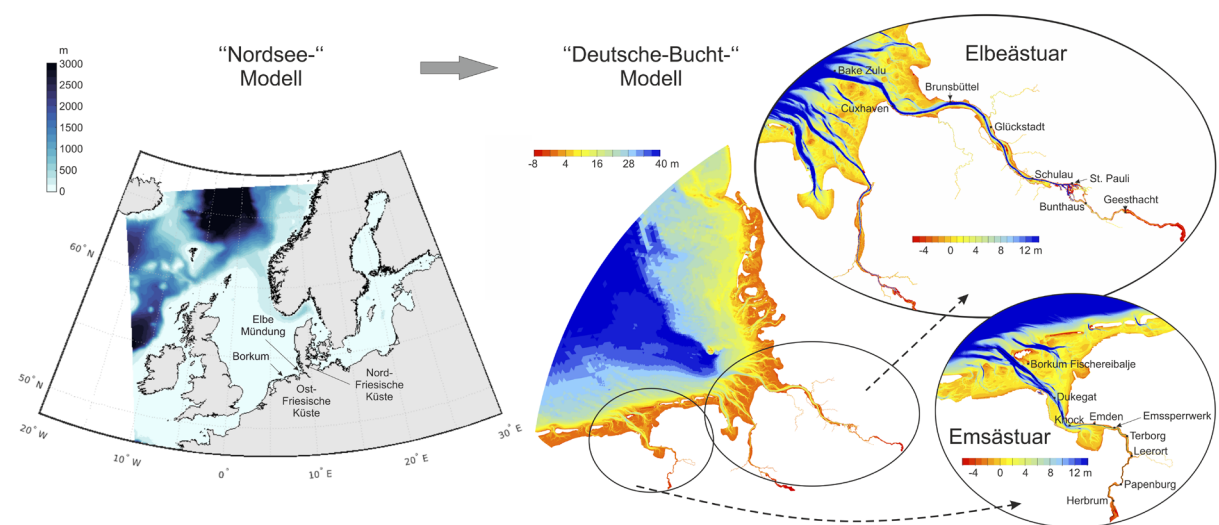 “Nordsee-“
Modell
m
3000
2500
2000
1500
1000
500
0
60° N
50° N
20° W
10° W
0°
10° E
20° E
30° E
Elbe
Mündung
Borkum
Ost-
Friesische
Küste
Nord-
Friesische
Küste
“Deutsche-Bucht-“
Modell
-8 4 16 28 40 m
Elbeästuar
Bake Zulu
Cuxhaven
Brunsbüttel
Glückstadt
Schulau
St. Pauli
Bunthaus
Geesthacht
-4 0 4 8 12 m
Emsästuar
Borkum Fischereibalje
Dukegat
Knock
Emden
Emssperrwerk
Terborg
Leerort
Papenburg
Herbrum
-4 0 4 8 12 m